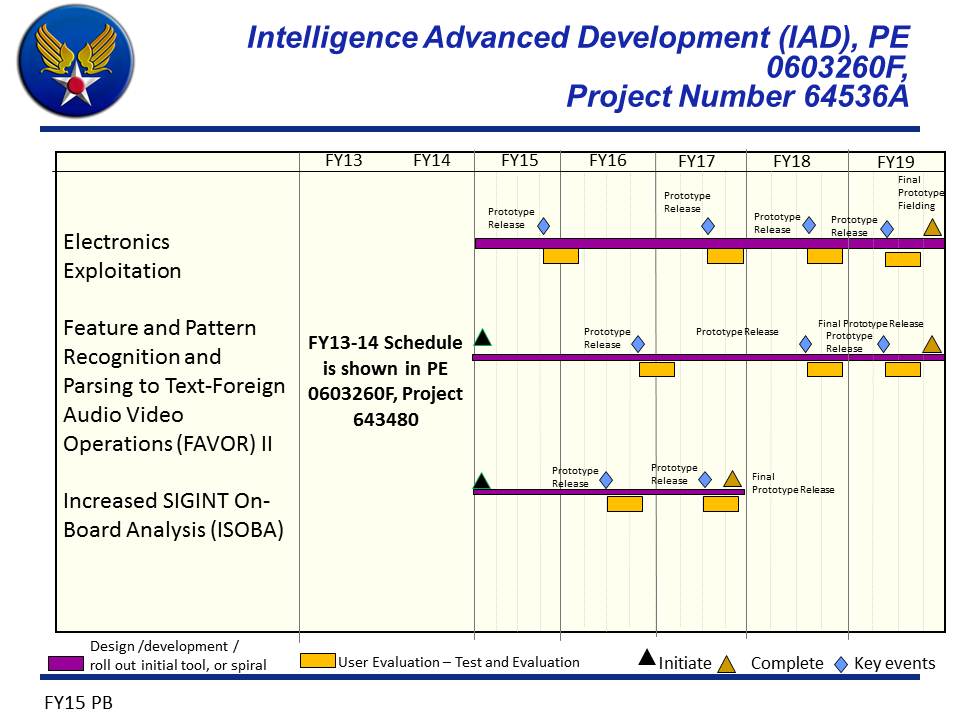 Intelligence Advanced Development (IAD), PE
0603260F,
Project Number 64536A
FY13
FY14
FY15
FY16
FY17
FY18
FY19
Electronics
Exploitation
Prototype
Release
Prototype
Release
Prototype
Release
Prototype
Release
Final
Prototype
Fielding
Feature and Pattern
Recognition and
Parsing to Text-Foreign
Audio Video
Operations (FAVOR) II
FY13-14 Schedule
is shown in PE
0603260F, Project
643480
Prototype
Release
Prototype Release
Final Prototype Release
Prototype
Release
Increased SIGINT On-
Board Analysis (ISOBA)
Prototype
Release
Prototype
Release
Final
Prototype Release
Design /development /
roll out initial tool, or spiral
User Evaluation – Test and Evaluation
Initiate
Complete
Key events
FY15 PB